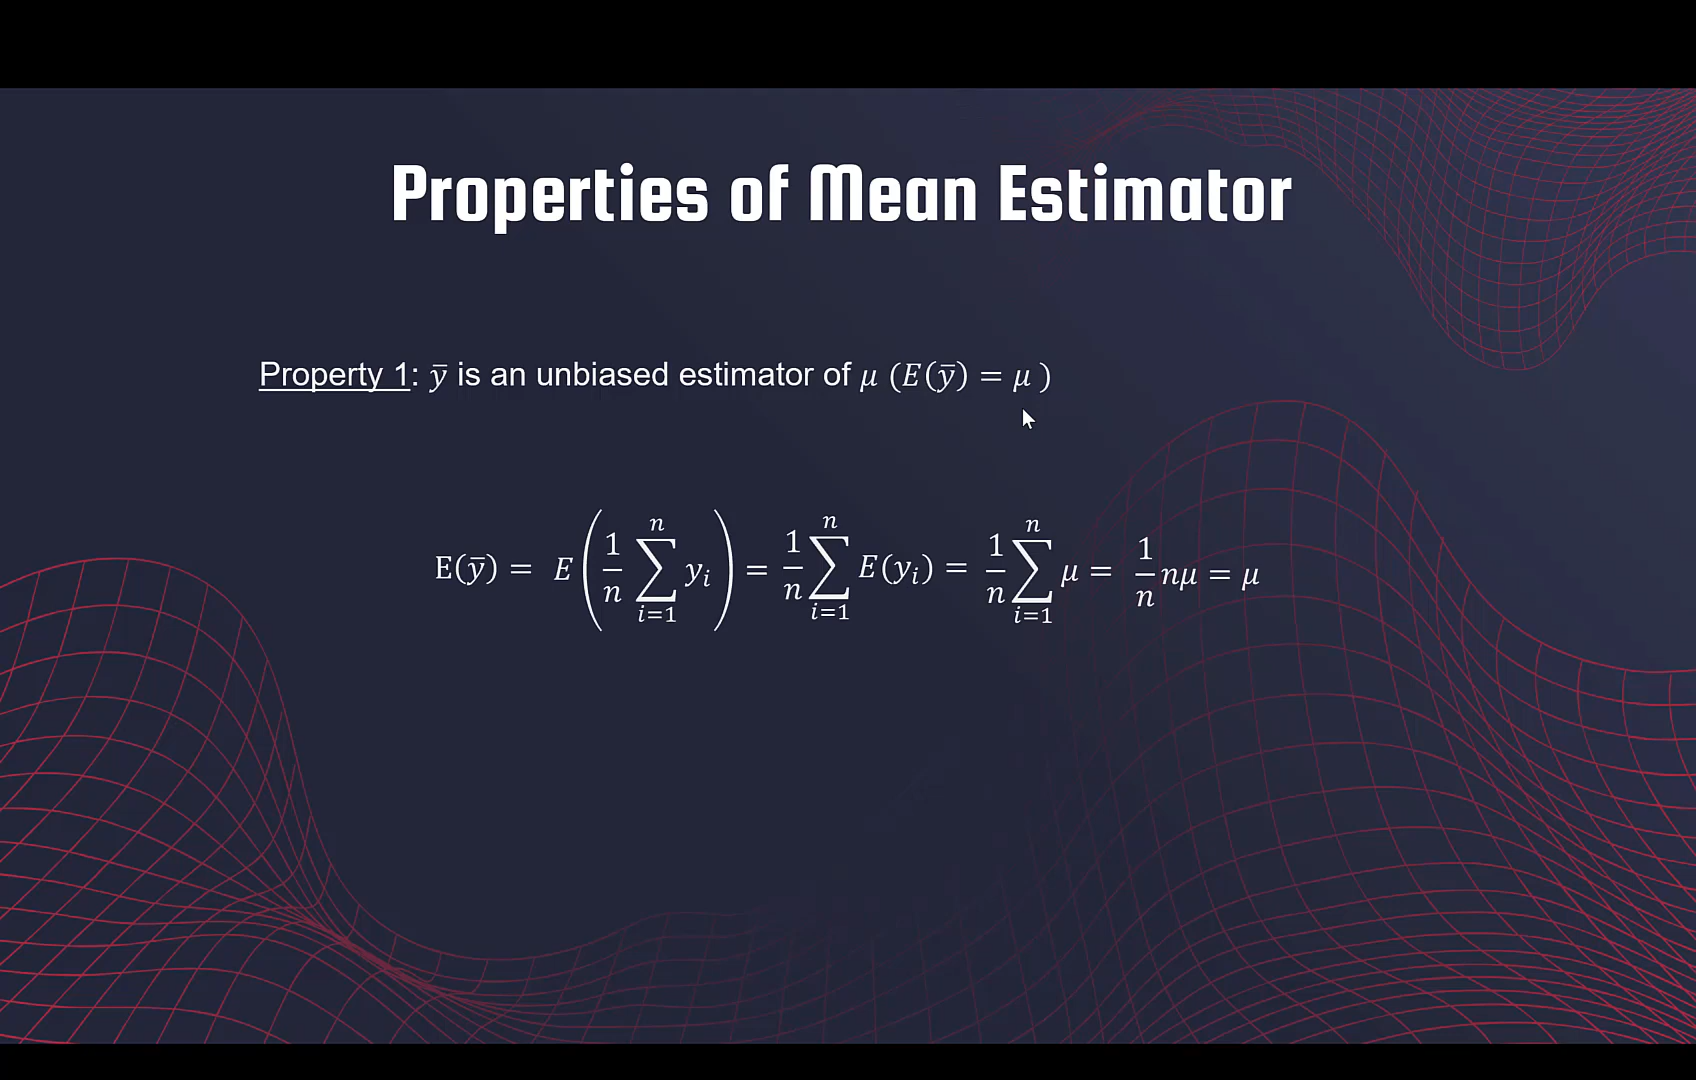 Properties of Mean Estimator
Property 1: ȳ is an unbiased estimator of μ (E(ȳ) = μ )
E(ȳ) = E(1/n ∑_{i=1}^{n} y_i) = 1/n ∑_{i=1}^{n} E(y_i) = 1/n ∑_{i=1}^{n} μ = 1/n nμ = μ